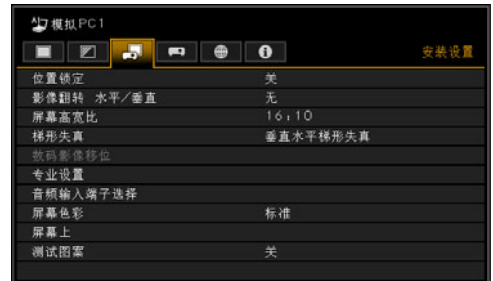 模拟PC1
安装设置
位置锁定 关
影像翻转 水平/垂直 无
屏幕高宽比 16:10
梯形失真 垂直水平梯形失真
数码影像移位
专业设置
音频输入端子选择
屏幕色彩 标准
屏幕上
测试图案 关